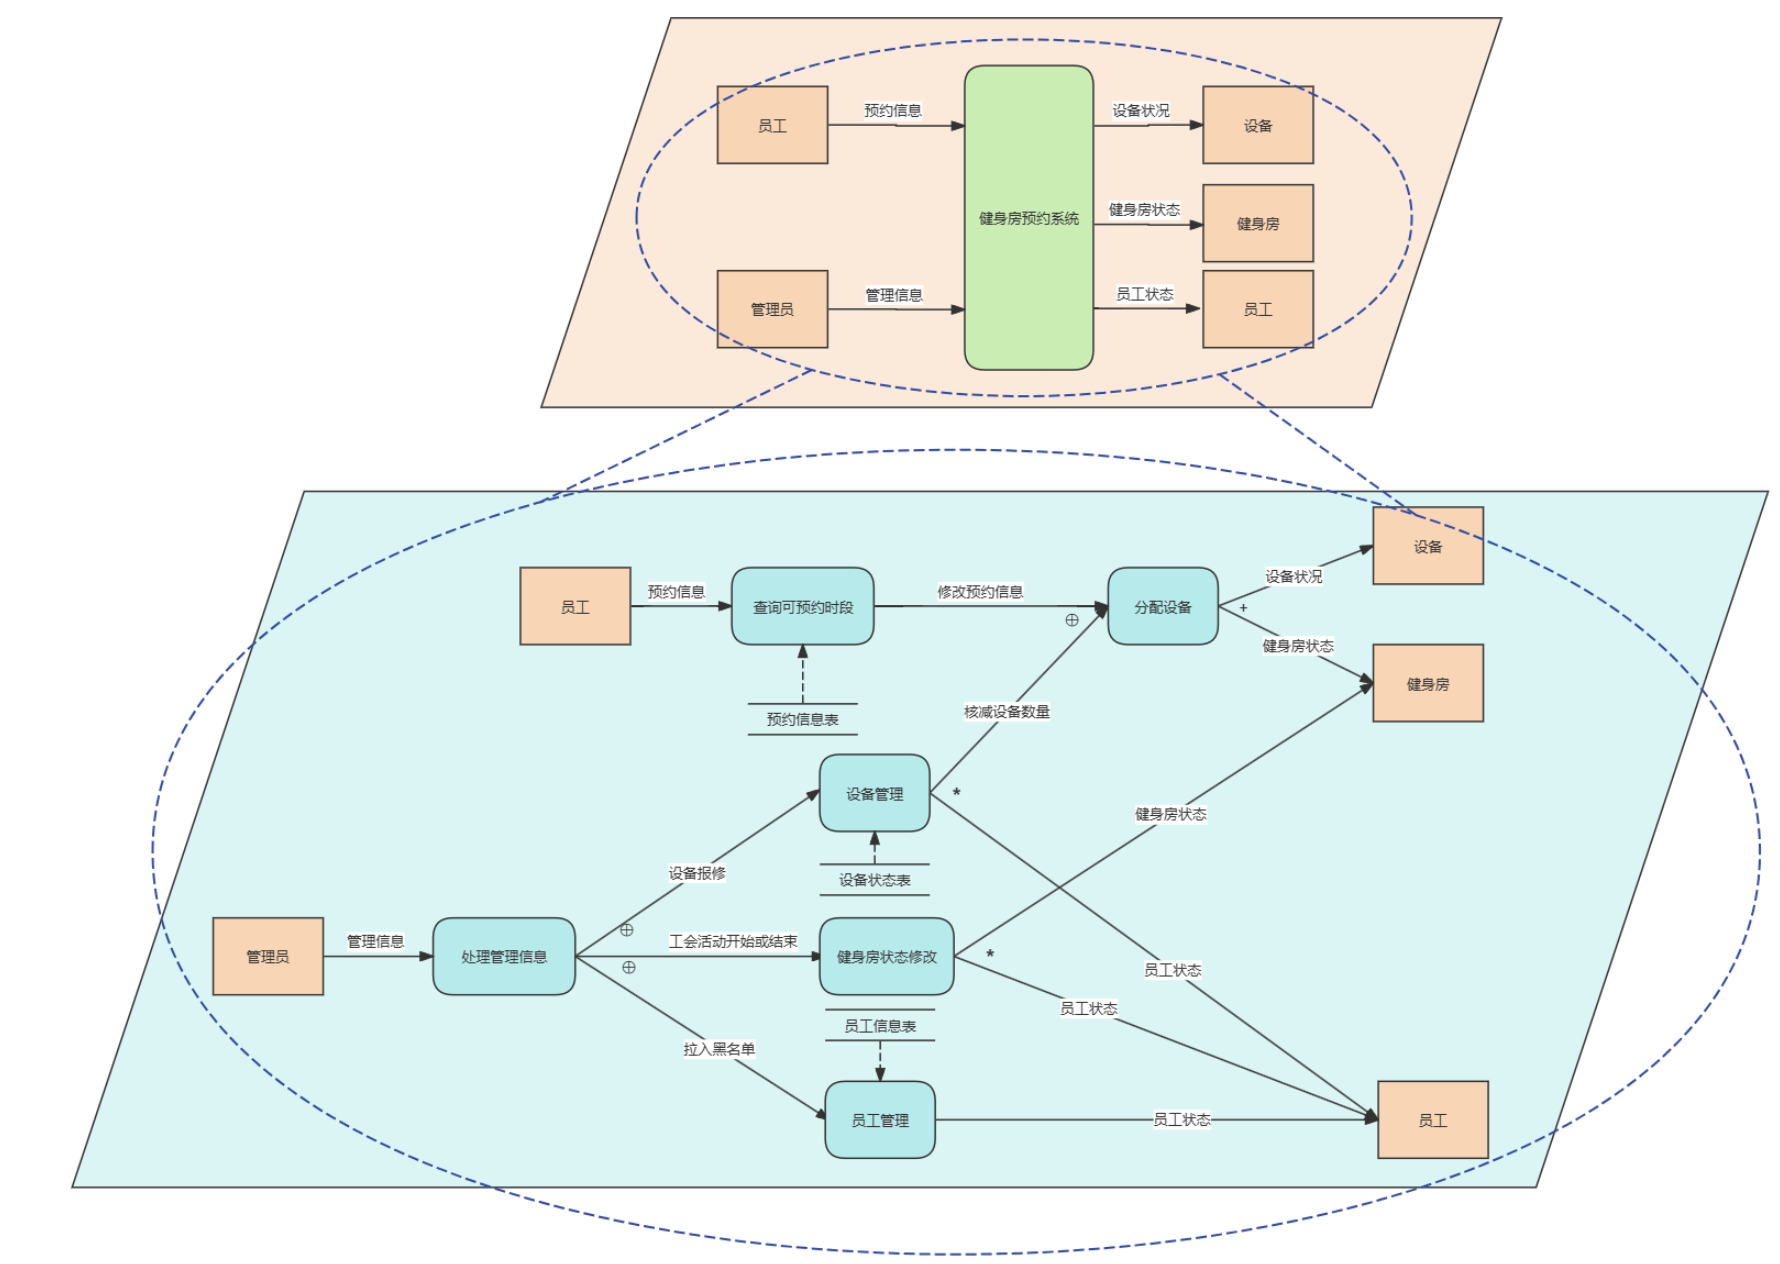 员工
预约信息
健身房预约系统
设备状况
设备
健身房状态
健身房
管理员
管理信息
员工状态
员工
员工
预约信息
查询可预约时段
修改预约信息
⊕
分配设备
设备状况
设备
+
健身房状态
健身房
预约信息表
核减设备数量
设备管理
*
设备状态表
设备报修
健身房状态
管理员
管理信息
处理管理信息
⊕
工会活动开始或结束
⊕
健身房状态修改
*
员工状态
员工状态
员工信息表
拉入黑名单
员工管理
员工状态
员工